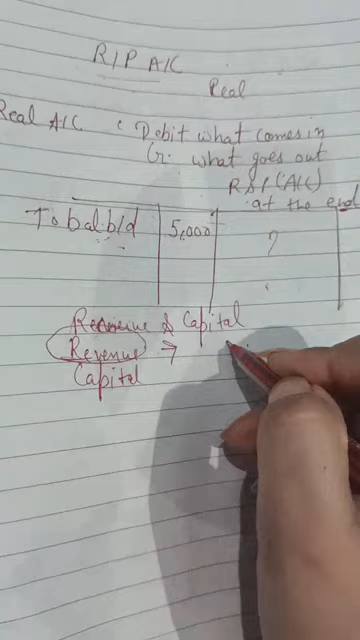 R/P A/C
Real
Real A/C : Debit what comes in
Cr. what goes out
R&P (A/C)
at the end
To bal b/d 5,000 ?
Revenue & Capital
Revenue →
Capital